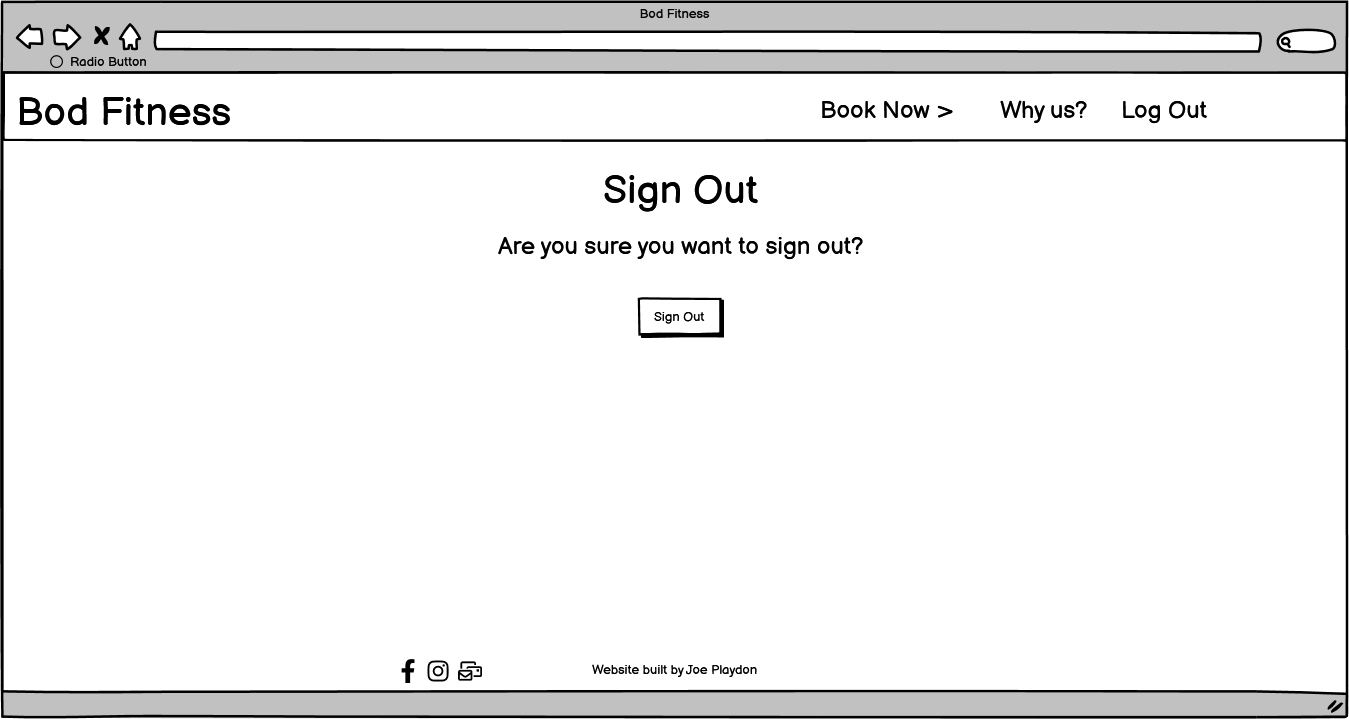 Bod Fitness
Radio Button
Bod Fitness
Book Now > Why us? Log Out
Sign Out
Are you sure you want to sign out?
Sign Out
Website built by Joe Playdon